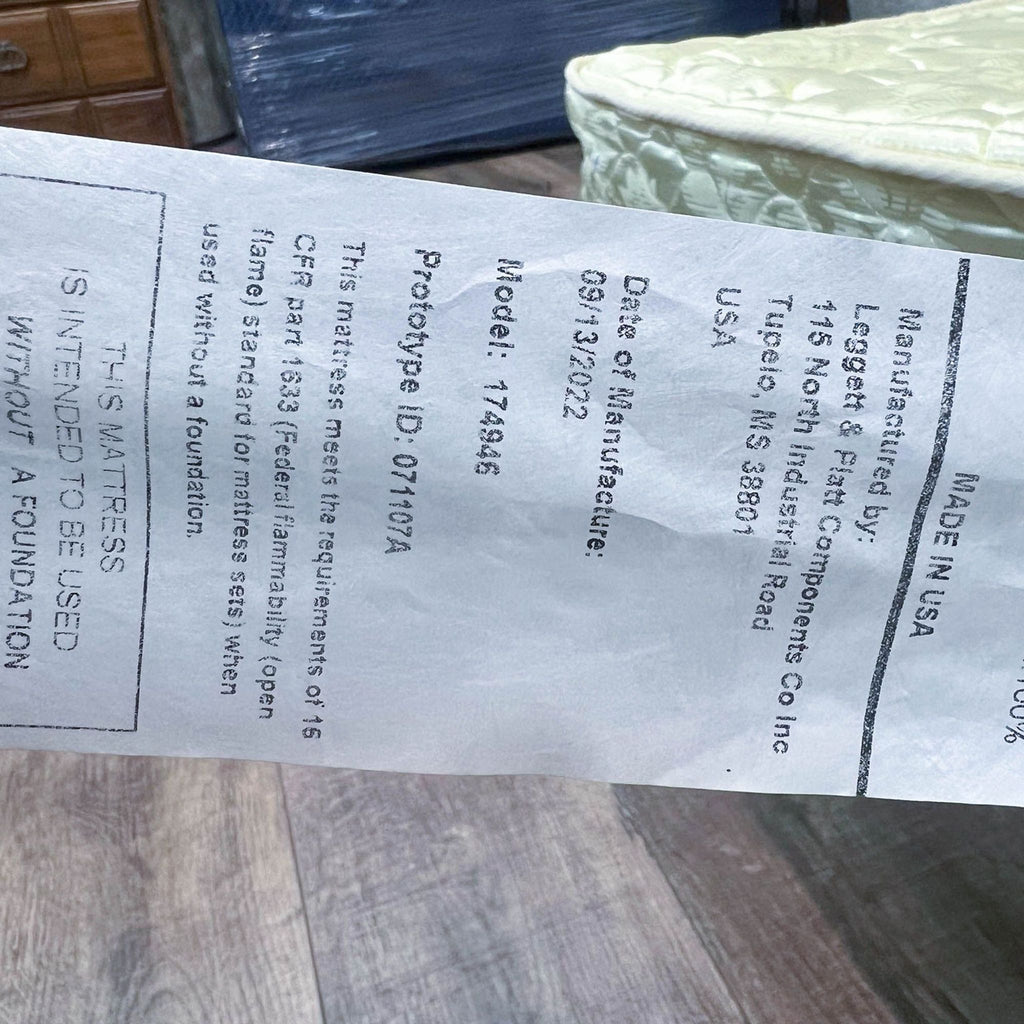 100%
MADE IN USA
Manufactured by:
Leggett & Platt Components Co Inc
115 North Industrial Road
Tupelo, MS 38801
USA
Date of Manufacture:
09/13/2022
Model: 174946
Prototype ID: 071107A
This mattress meets the requirements of 16
CFR part 1633 (Federal flammability (open
flame) standard for mattress sets) when
used without a foundation.
THIS MATTRESS
IS INTENDED TO BE USED
WITHOUT A FOUNDATION